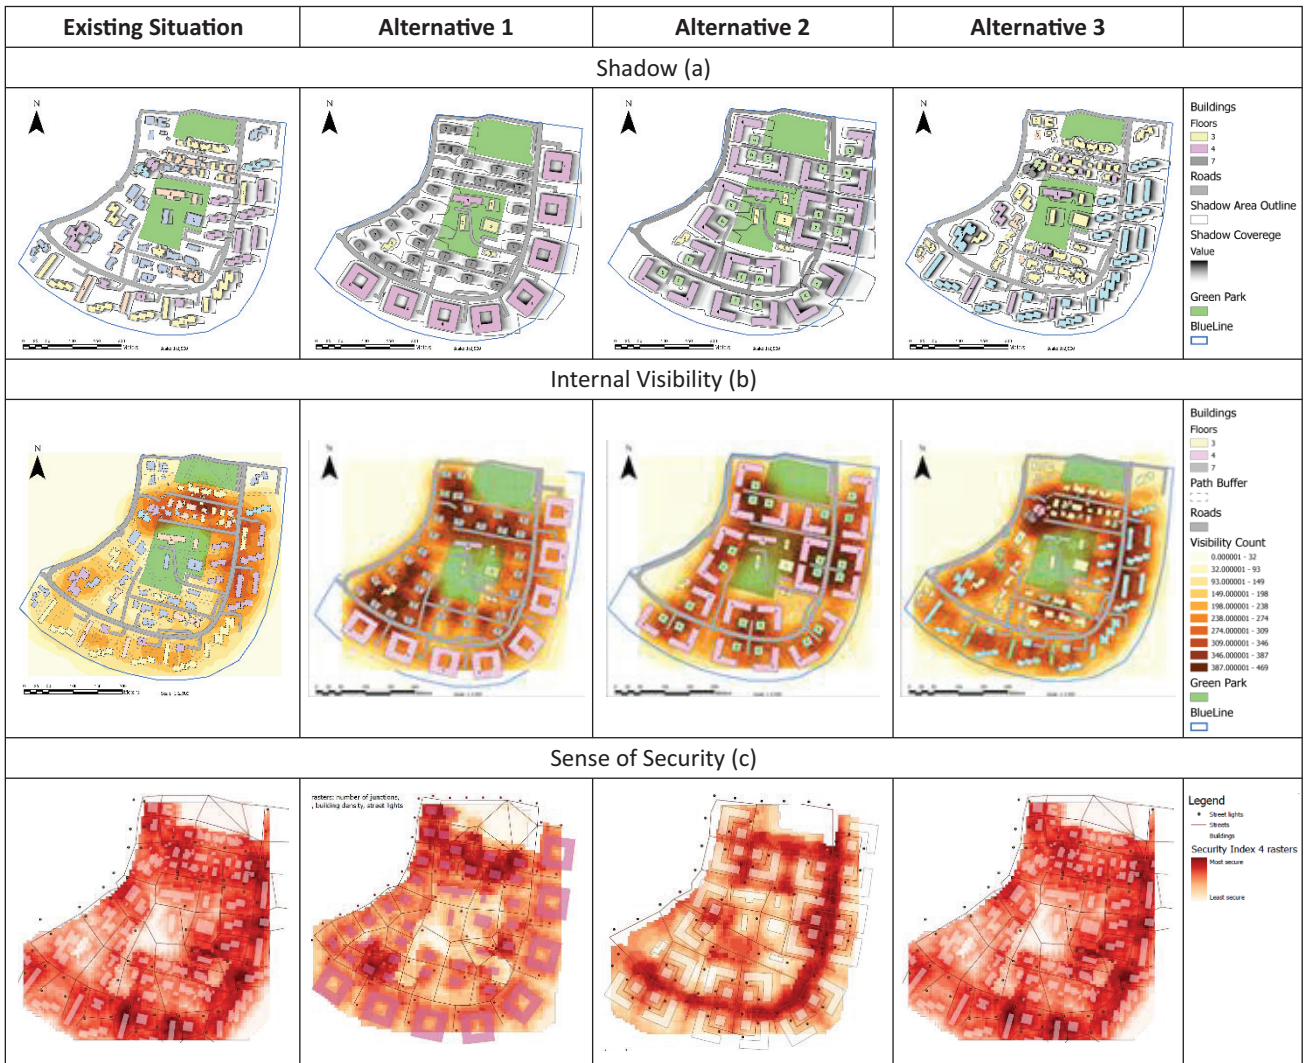 Existing Situation
Alternative 1
Alternative 2
Alternative 3
Shadow (a)
N
N
N
N
Buildings
Floors
3
4
7
Roads
Shadow Area Outline
Shadow Coverege
Value
Green Park
BlueLine
Internal Visibility (b)
N
N
N
N
Buildings
Floors
3
4
7
Path Buffer
Roads
Visibility Count
0.000001 - 32
32.000001 - 93
93.000001 - 149
149.000001 - 198
198.000001 - 238
238.000001 - 274
274.000001 - 309
309.000001 - 346
346.000001 - 387
387.000001 - 469
Green Park
BlueLine
Sense of Security (c)
rasters: number of junctions,
, building density, street lights
Legend
Street lights
Streets
Buildings
Security Index 4 rasters
Most secure
Least secure